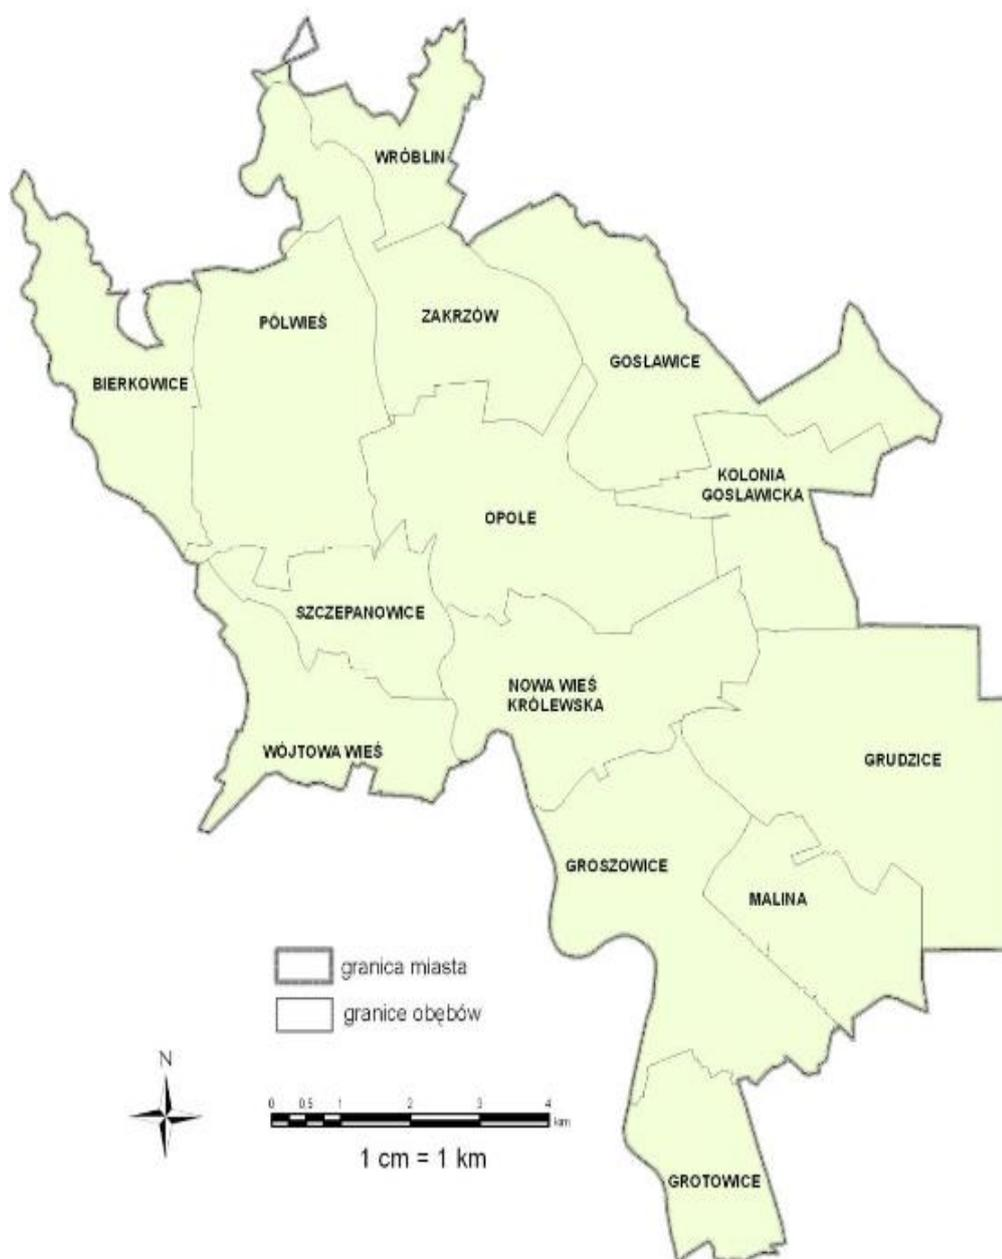 WRÓBLIN
ZAKRZÓW
PÓLWIEŚ
GOSLAWICE
BIERKOWICE
KOLONIA
GOSLAWICKA
OPOLE
SZCZEPANOWICE
NOWA WIEŚ
KRÓLEWSKA
WÓJTOWA WIEŚ
GRUDZICE
GROSZOWICE
MALINA
granica miasta
granice obębów
N
0 0.5 1 2 3 4
km
1 cm = 1 km
GROTOWICE